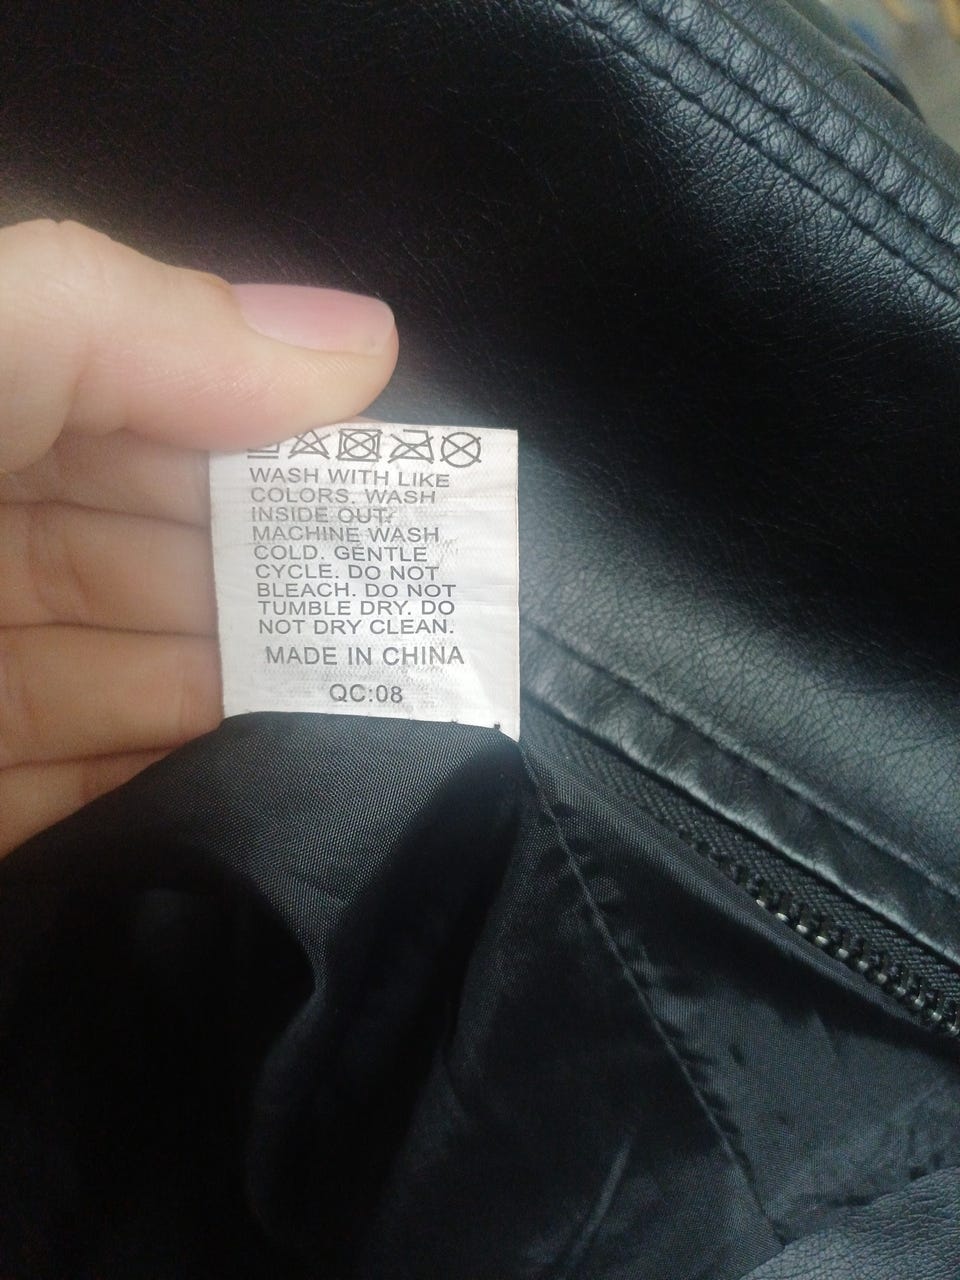 WASH WITH LIKE
COLORS. WASH
INSIDE OUT.
MACHINE WASH
COLD. GENTLE
CYCLE. DO NOT
BLEACH. DO NOT
TUMBLE DRY. DO
NOT DRY CLEAN.
MADE IN CHINA
QC:08